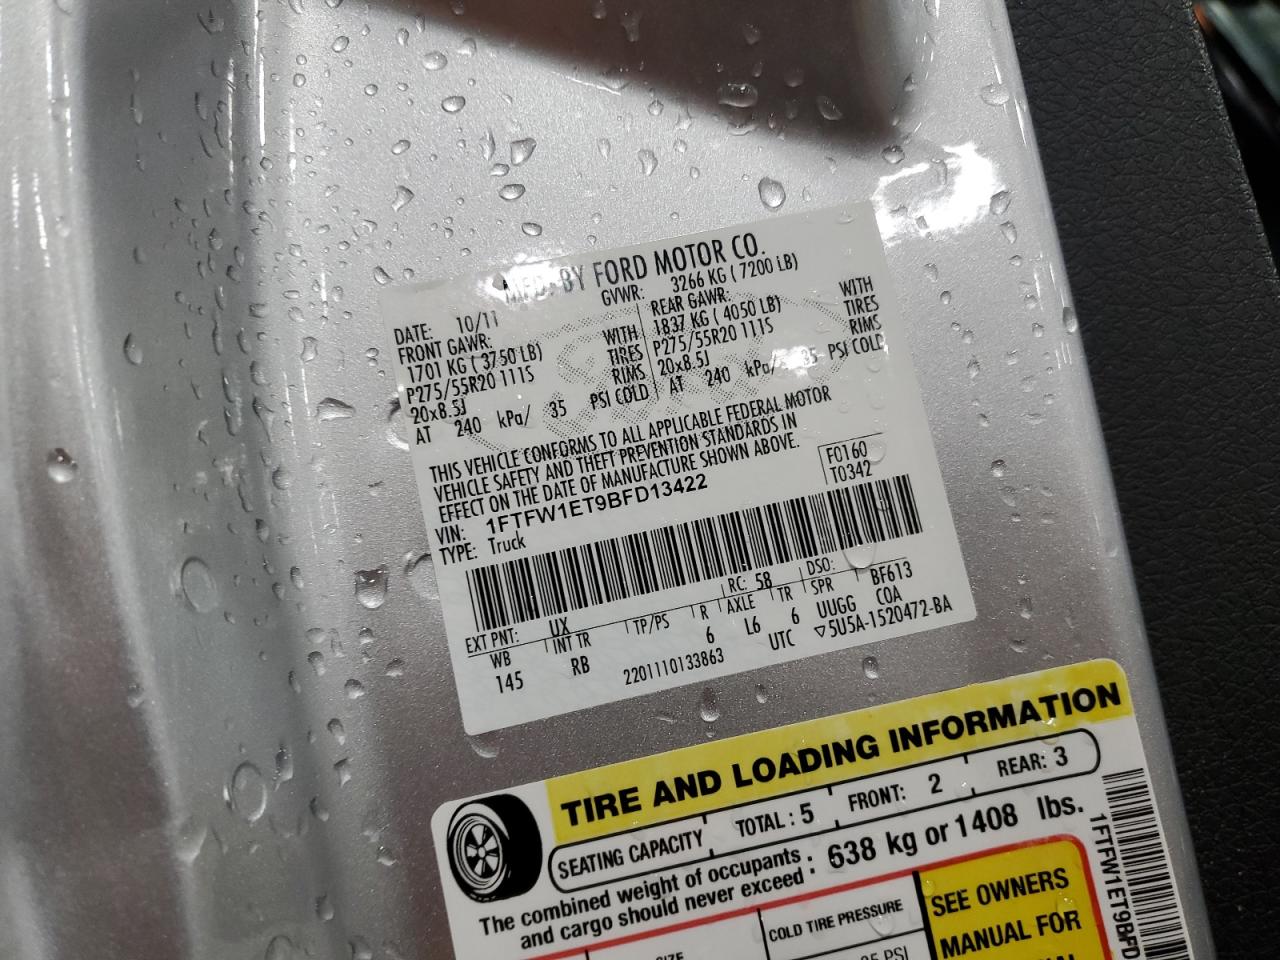 MFD. BY FORD MOTOR CO.
DATE: 10/11 GVWR: 3266 KG ( 7200 LB)
FRONT GAWR: REAR GAWR:
1701 KG ( 3750 LB) WITH 1837 KG ( 4050 LB) WITH
P275/55R20 111S TIRES P275/55R20 111S TIRES
20x8.5J RIMS 20x8.5J RIMS
AT 240 kPa/ 35 PSI COLD AT 240 kPa/ 35 PSI COLD
THIS VEHICLE CONFORMS TO ALL APPLICABLE FEDERAL MOTOR
VEHICLE SAFETY AND THEFT PREVENTION STANDARDS IN
EFFECT ON THE DATE OF MANUFACTURE SHOWN ABOVE.
VIN: 1FTFW1ET9BFD13422 F0160
TYPE: Truck T0342
EXT PNT: UX RC: 58 DSO:
WB INT TR TP/PS R AXLE TR SPR BF613
145 RB 6 L6 6 UUGG COA
2201110133863 UTC ▽5U5A-1520472-BA
TIRE AND LOADING INFORMATION
SEATING CAPACITY TOTAL : 5 FRONT: 2 REAR: 3
The combined weight of occupants
and cargo should never exceed : 638 kg or 1408 lbs.
COLD TIRE PRESSURE
SEE OWNERS
MANUAL FOR
PSI
1FTFW1ET9BFD